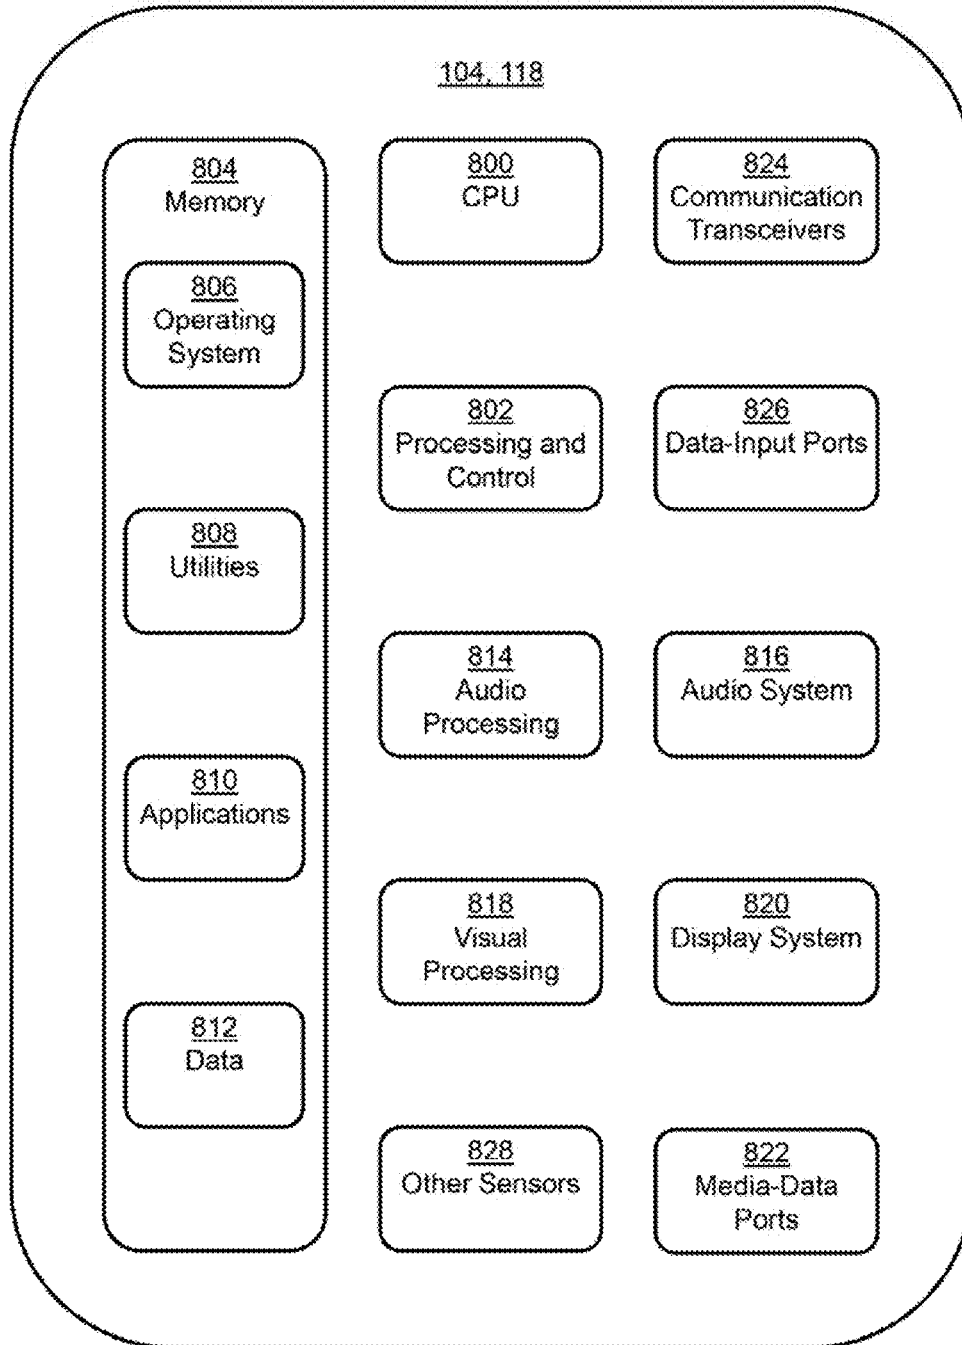 104, 118
804
Memory
806
Operating
System
808
Utilities
810
Applications
812
Data
800
CPU
802
Processing and
Control
814
Audio
Processing
818
Visual
Processing
828
Other Sensors
824
Communication
Transceivers
826
Data-Input Ports
816
Audio System
820
Display System
822
Media-Data
Ports